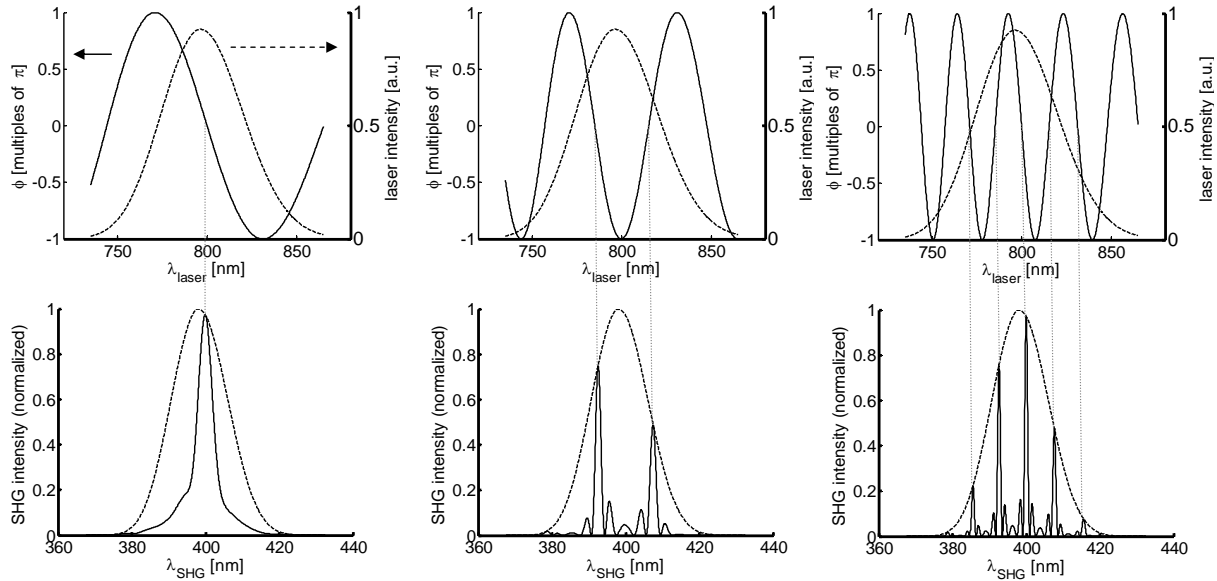 1
0.5
0
-0.5
-1
ϕ [multiples of π]
750 800 850
λlaser [nm]
1
0.5
0
laser intensity [a.u.]
1
0.5
0
-0.5
-1
ϕ [multiples of π]
750 800 850
λlaser [nm]
1
0.5
0
laser intensity [a.u.]
1
0.5
0
-0.5
-1
ϕ [multiples of π]
750 800 850
λlaser [nm]
1
0.5
0
laser intensity [a.u.]
1
0.8
0.6
0.4
0.2
0
SHG intensity (normalized)
360 380 400 420 440
λSHG [nm]
1
0.8
0.6
0.4
0.2
0
SHG intensity (normalized)
360 380 400 420 440
λSHG [nm]
1
0.8
0.6
0.4
0.2
0
SHG intensity (normalized)
360 380 400 420 440
λSHG [nm]